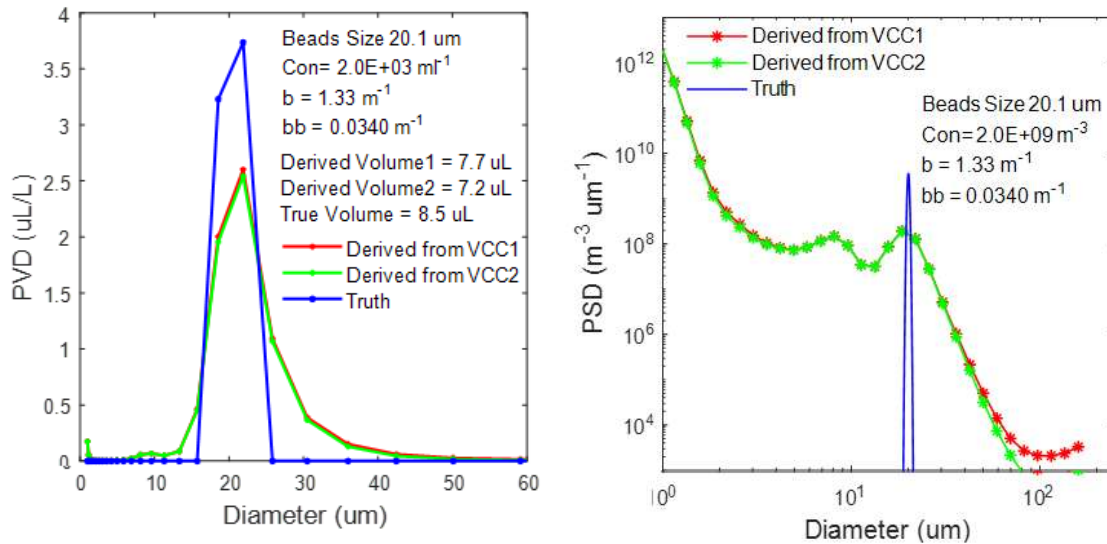 4
3.5
3
2.5
2
1.5
1
0.5
0
PVD (uL/L)
0 10 20 30 40 50 60
Diameter (um)
Beads Size 20.1 um
Con= 2.0E+03 ml⁻¹
b = 1.33 m⁻¹
bb = 0.0340 m⁻¹
Derived Volume1 = 7.7 uL
Derived Volume2 = 7.2 uL
True Volume = 8.5 uL
Derived from VCC1
Derived from VCC2
Truth
10¹²
10¹⁰
10⁸
10⁶
10⁴
PSD (m⁻³ um⁻¹)
10⁰ 10¹ 10²
Diameter (um)
Derived from VCC1
Derived from VCC2
Truth
Beads Size 20.1 um
Con= 2.0E+09 m⁻³
b = 1.33 m⁻¹
bb = 0.0340 m⁻¹